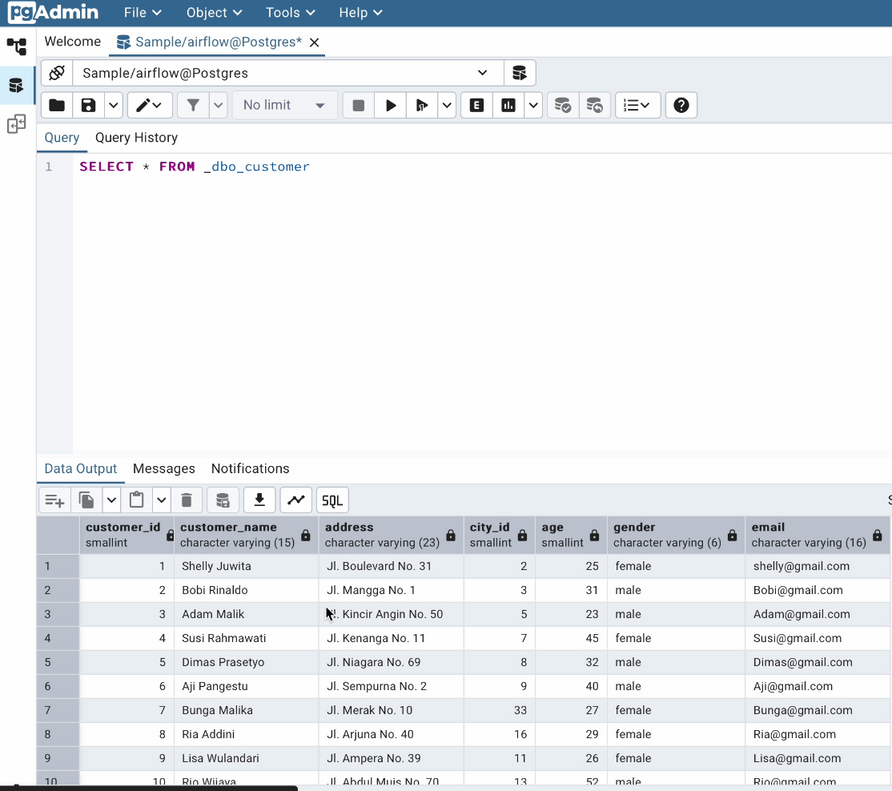 pgAdmin File Object Tools Help
Welcome Sample/airflow@Postgres*
Sample/airflow@Postgres
No limit E
Query Query History
1 SELECT * FROM _dbo_customer
Data Output Messages Notifications
SQL
customer_id customer_name address city_id age gender email
smallint character varying (15) character varying (23) smallint smallint character varying (6) character varying (16)
1 1 Shelly Juwita Jl. Boulevard No. 31 2 25 female shelly@gmail.com
2 2 Bobi Rinaldo Jl. Mangga No. 1 3 31 male Bobi@gmail.com
3 3 Adam Malik Jl. Kincir Angin No. 50 5 23 male Adam@gmail.com
4 4 Susi Rahmawati Jl. Kenanga No. 11 7 45 female Susi@gmail.com
5 5 Dimas Prasetyo Jl. Niagara No. 69 8 32 male Dimas@gmail.com
6 6 Aji Pangestu Jl. Sempurna No. 2 9 40 male Aji@gmail.com
7 7 Bunga Malika Jl. Merak No. 10 33 27 female Bunga@gmail.com
8 8 Ria Addini Jl. Arjuna No. 40 16 29 female Ria@gmail.com
9 9 Lisa Wulandari Jl. Ampera No. 39 11 26 female Lisa@gmail.com
10 10 Rio Wijaya Jl. Abdul Muis No. 70 13 52 male Rio@gmail.com